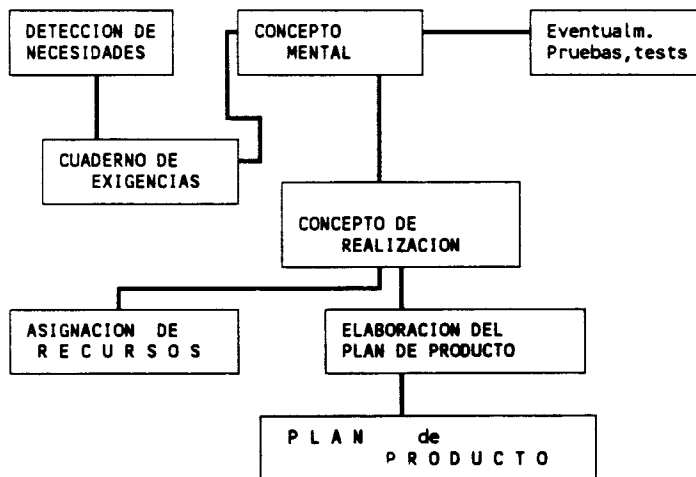 DETECCION DE
NECESIDADES
CONCEPTO
MENTAL
Eventualm.
Pruebas,tests
CUADERNO DE
EXIGENCIAS
CONCEPTO DE
REALIZACION
ASIGNACION DE
R E C U R S O S
ELABORACION DEL
PLAN DE PRODUCTO
P L A N de
P R O D U C T O